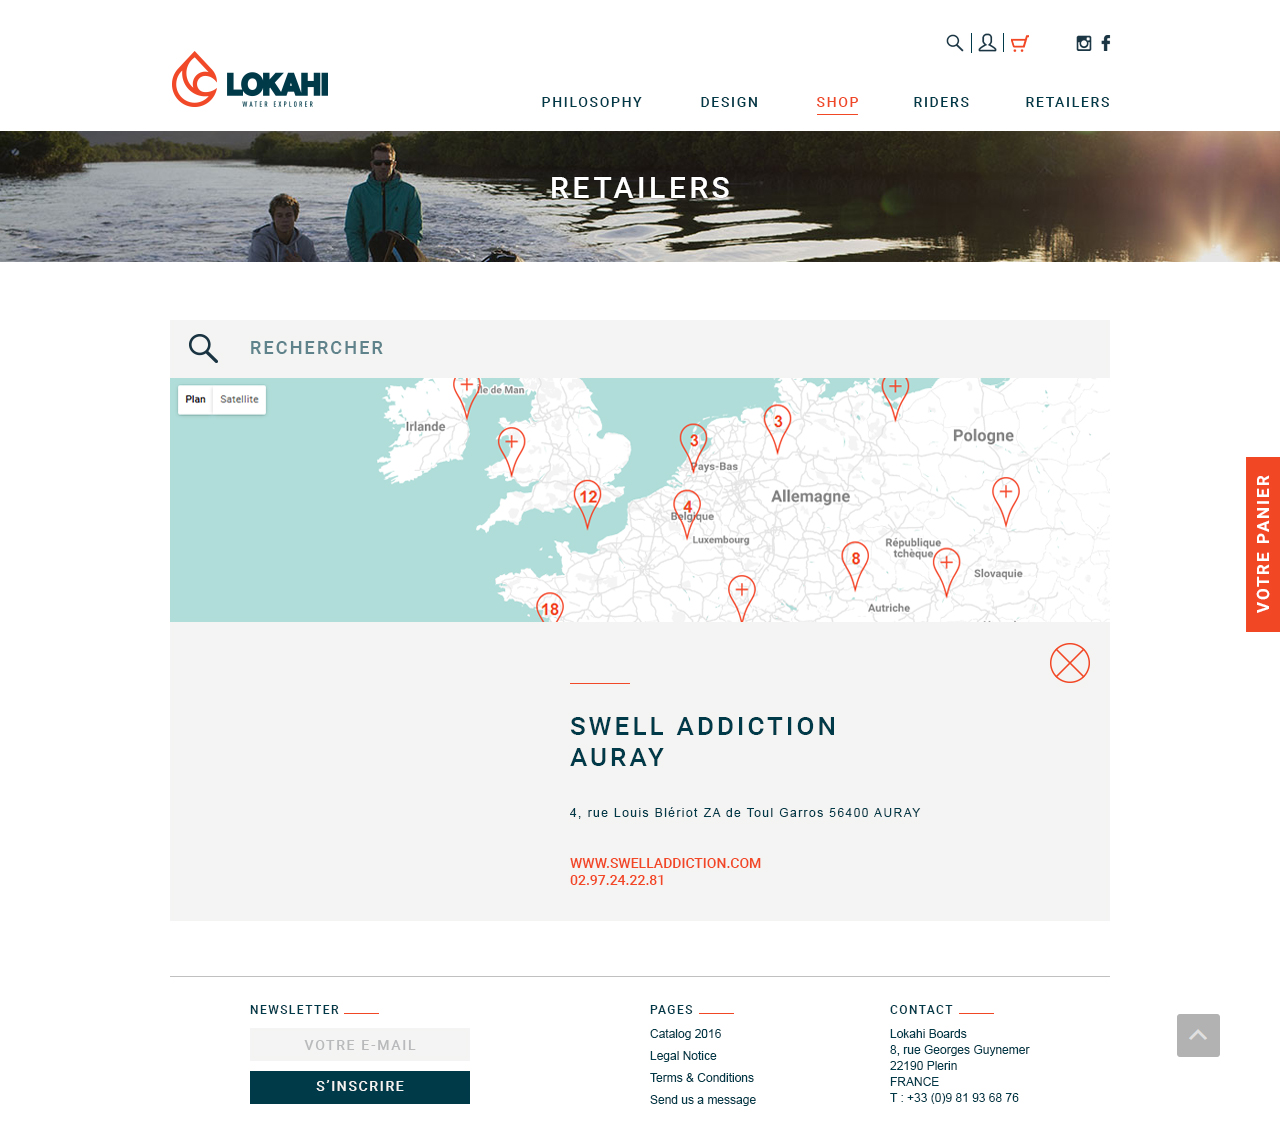 LOKAHI
WATER EXPLORER
PHILOSOPHY DESIGN SHOP RIDERS RETAILERS
RETAILERS
RECHERCHER
Plan Satellite
Île de Man
Irlande
3
3
Pologne
Pays-Bas
12
Allemagne
4
Belgique
Luxembourg
République
tchèque
8
Slovaquie
18
Autriche
VOTRE PANIER
SWELL ADDICTION
AURAY
4, rue Louis Blériot ZA de Toul Garros 56400 AURAY
WWW.SWELLADDICTION.COM
02.97.24.22.81
NEWSLETTER
VOTRE E-MAIL
S'INSCRIRE
PAGES
Catalog 2016
Legal Notice
Terms & Conditions
Send us a message
CONTACT
Lokahi Boards
8, rue Georges Guynemer
22190 Plerin
FRANCE
T : +33 (0)9 81 93 68 76